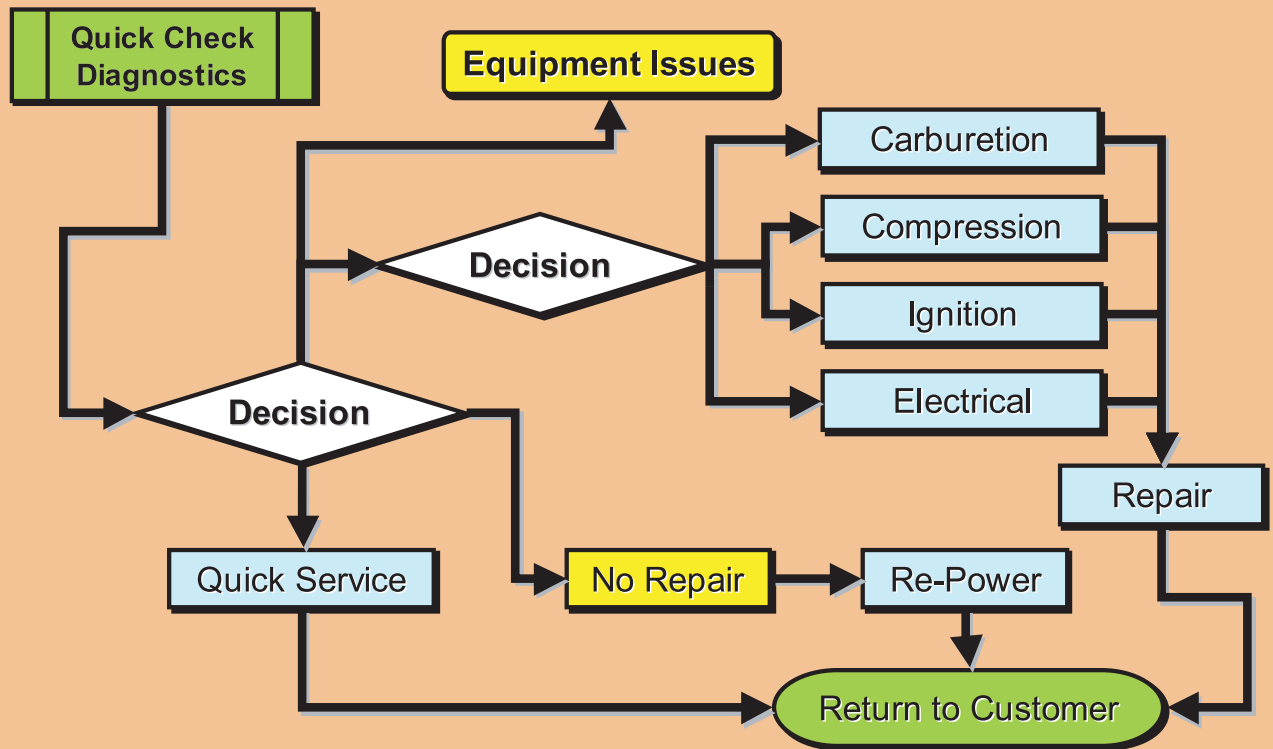 Quick Check
Diagnostics
Equipment Issues
Carburetion
Compression
Decision
Ignition
Electrical
Decision
Repair
Quick Service
No Repair
Re-Power
Return to Customer